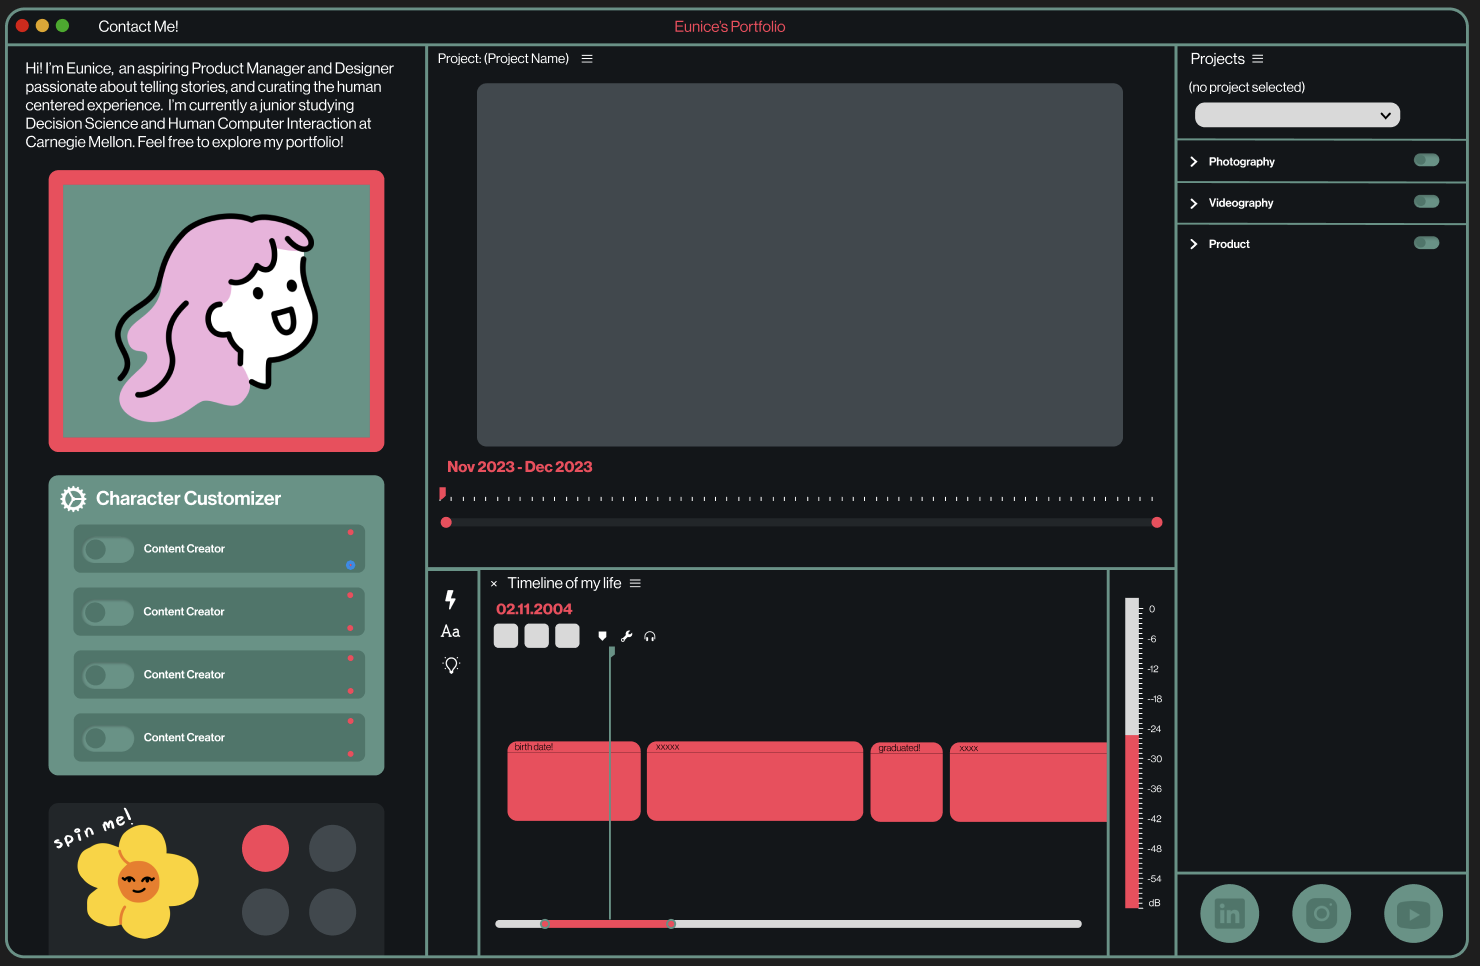 Contact Me!
Eunice's Portfolio
Hi! I'm Eunice, an aspiring Product Manager and Designer
passionate about telling stories, and curating the human
centered experience. I'm currently a junior studying
Decision Science and Human Computer Interaction at
Carnegie Mellon. Feel free to explore my portfolio!
Character Customizer
Content Creator
Content Creator
Content Creator
Content Creator
spin me!
Project: (Project Name)
Nov 2023 - Dec 2023
Aa
× Timeline of my life
02.11.2004
birth date!
xxxxx
graduated!
xxxx
0
-6
-12
--18
-24
-30
-36
-42
-48
-54
dB
Projects
(no project selected)
Photography
Videography
Product
in